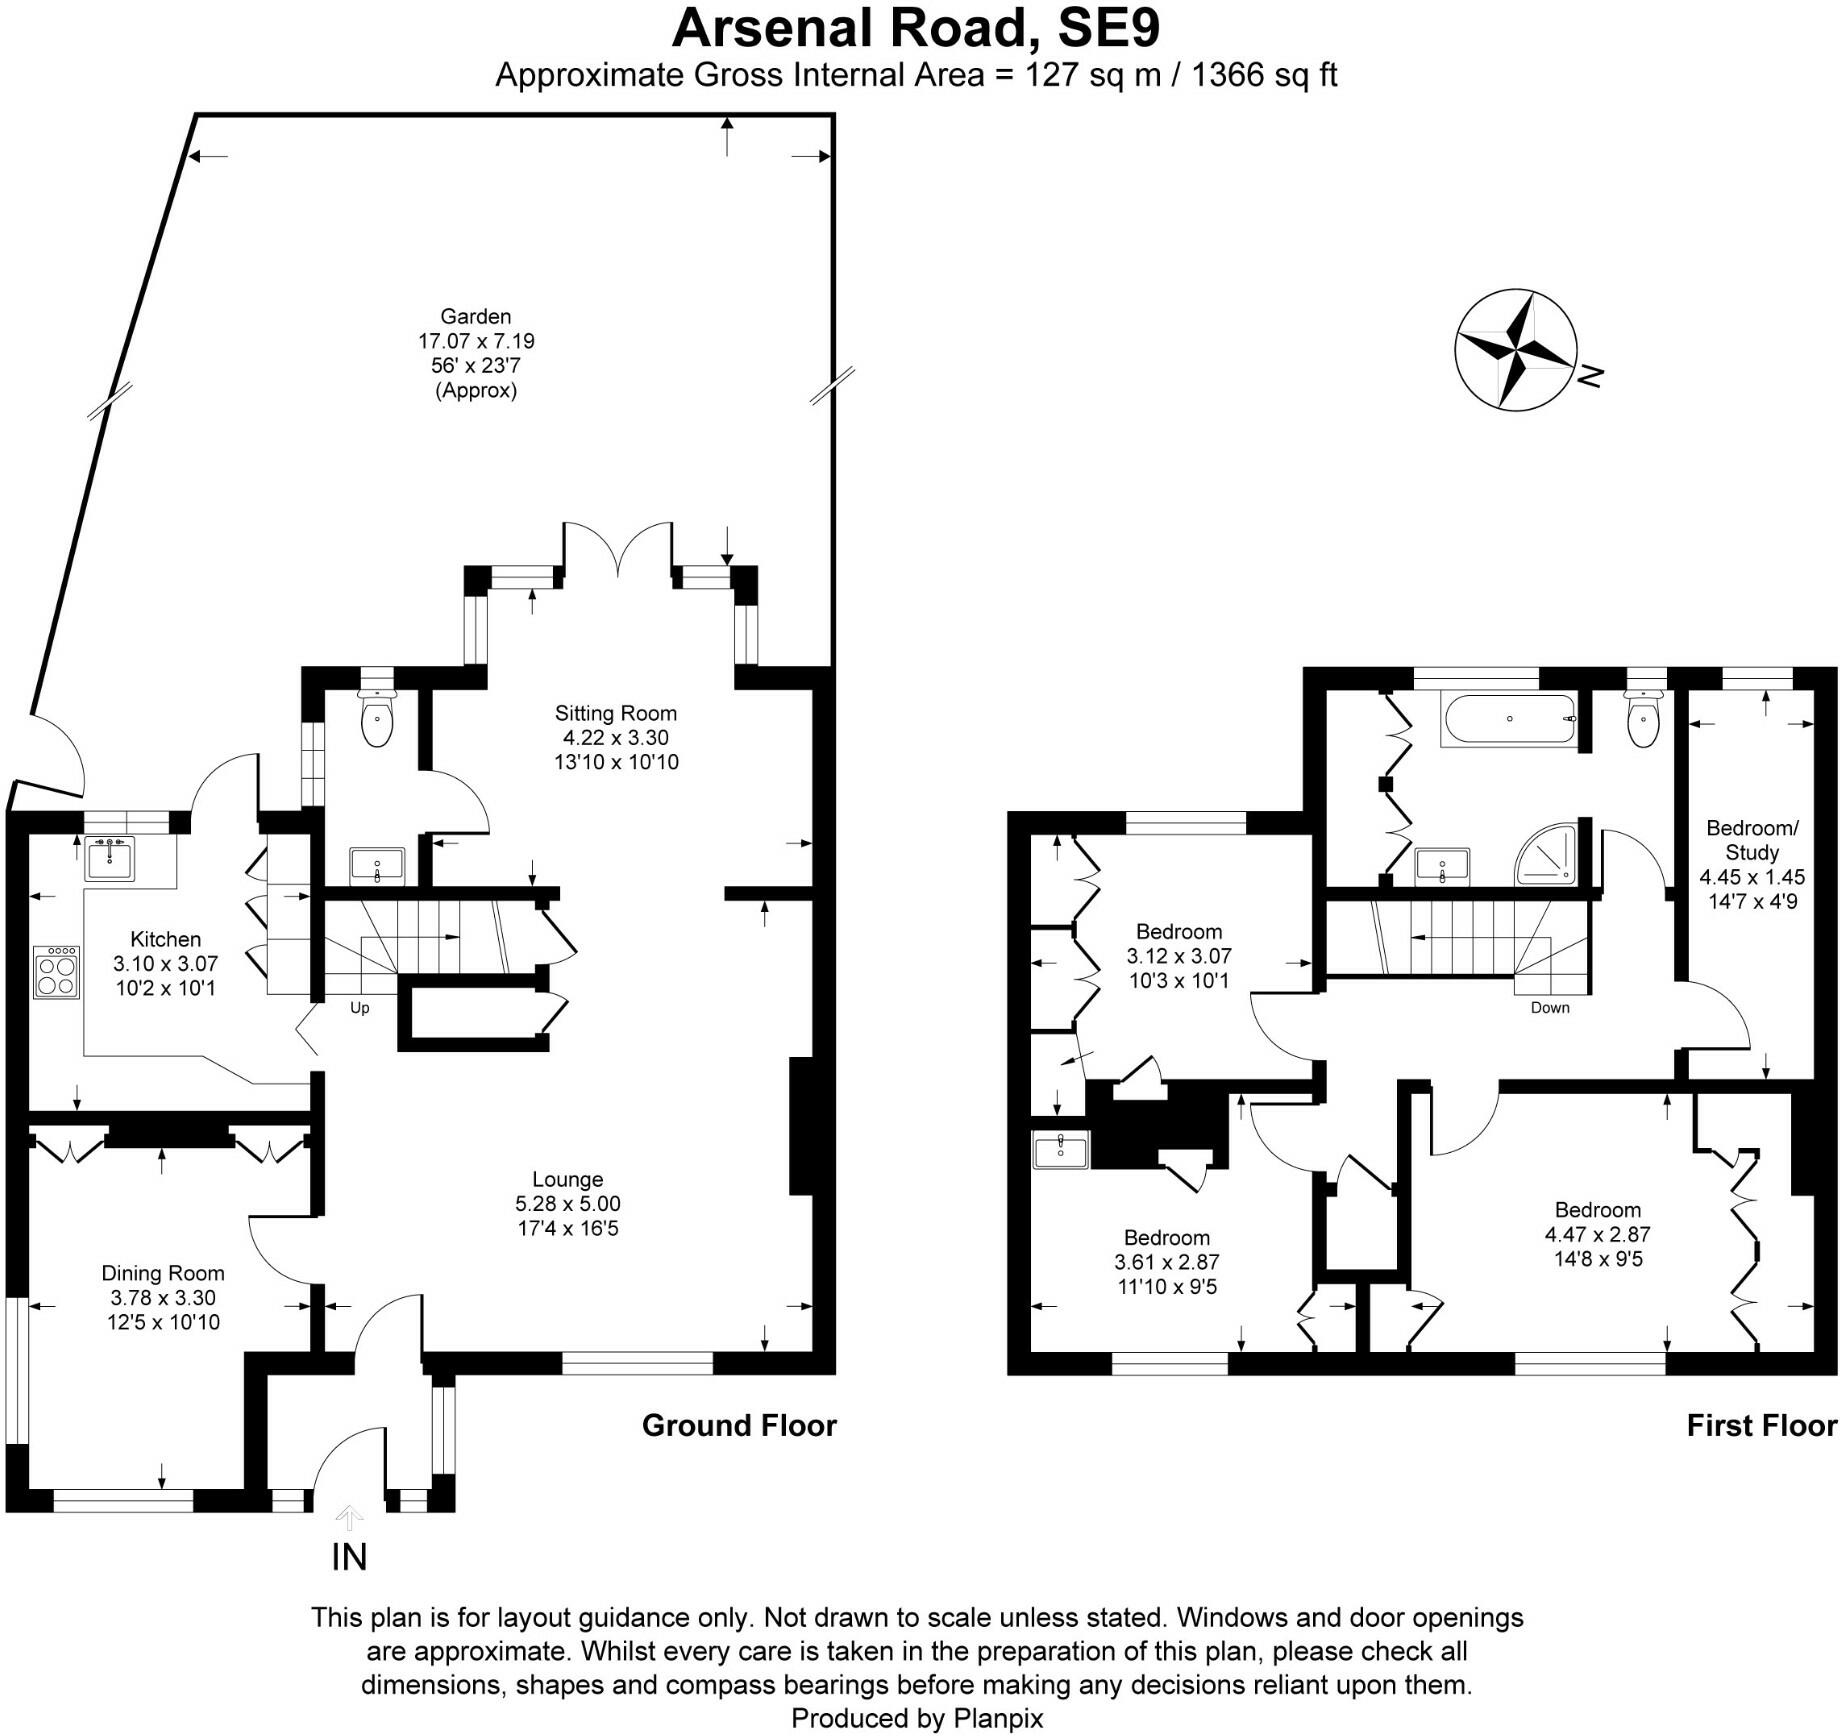 Arsenal Road, SE9
Approximate Gross Internal Area = 127 sq m / 1366 sq ft
Garden
17.07 x 7.19
56' x 23'7
(Approx)
N
Sitting Room
4.22 x 3.30
13'10 x 10'10
Kitchen
3.10 x 3.07
10'2 x 10'1
Up
Lounge
5.28 x 5.00
17'4 x 16'5
Dining Room
3.78 x 3.30
12'5 x 10'10
IN
Ground Floor
Bedroom/
Study
4.45 x 1.45
14'7 x 4'9
Bedroom
3.12 x 3.07
10'3 x 10'1
Down
Bedroom
3.61 x 2.87
11'10 x 9'5
Bedroom
4.47 x 2.87
14'8 x 9'5
First Floor
This plan is for layout guidance only. Not drawn to scale unless stated. Windows and door openings
are approximate. Whilst every care is taken in the preparation of this plan, please check all
dimensions, shapes and compass bearings before making any decisions reliant upon them.
Produced by Planpix